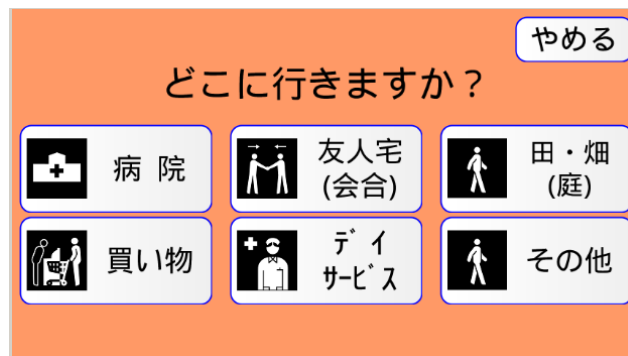 やめる
どこに行きますか？
病 院
友人宅
(会合)
田・畑
(庭)
買い物
ﾃﾞ ｲ
ｻｰﾋﾞｽ
その他